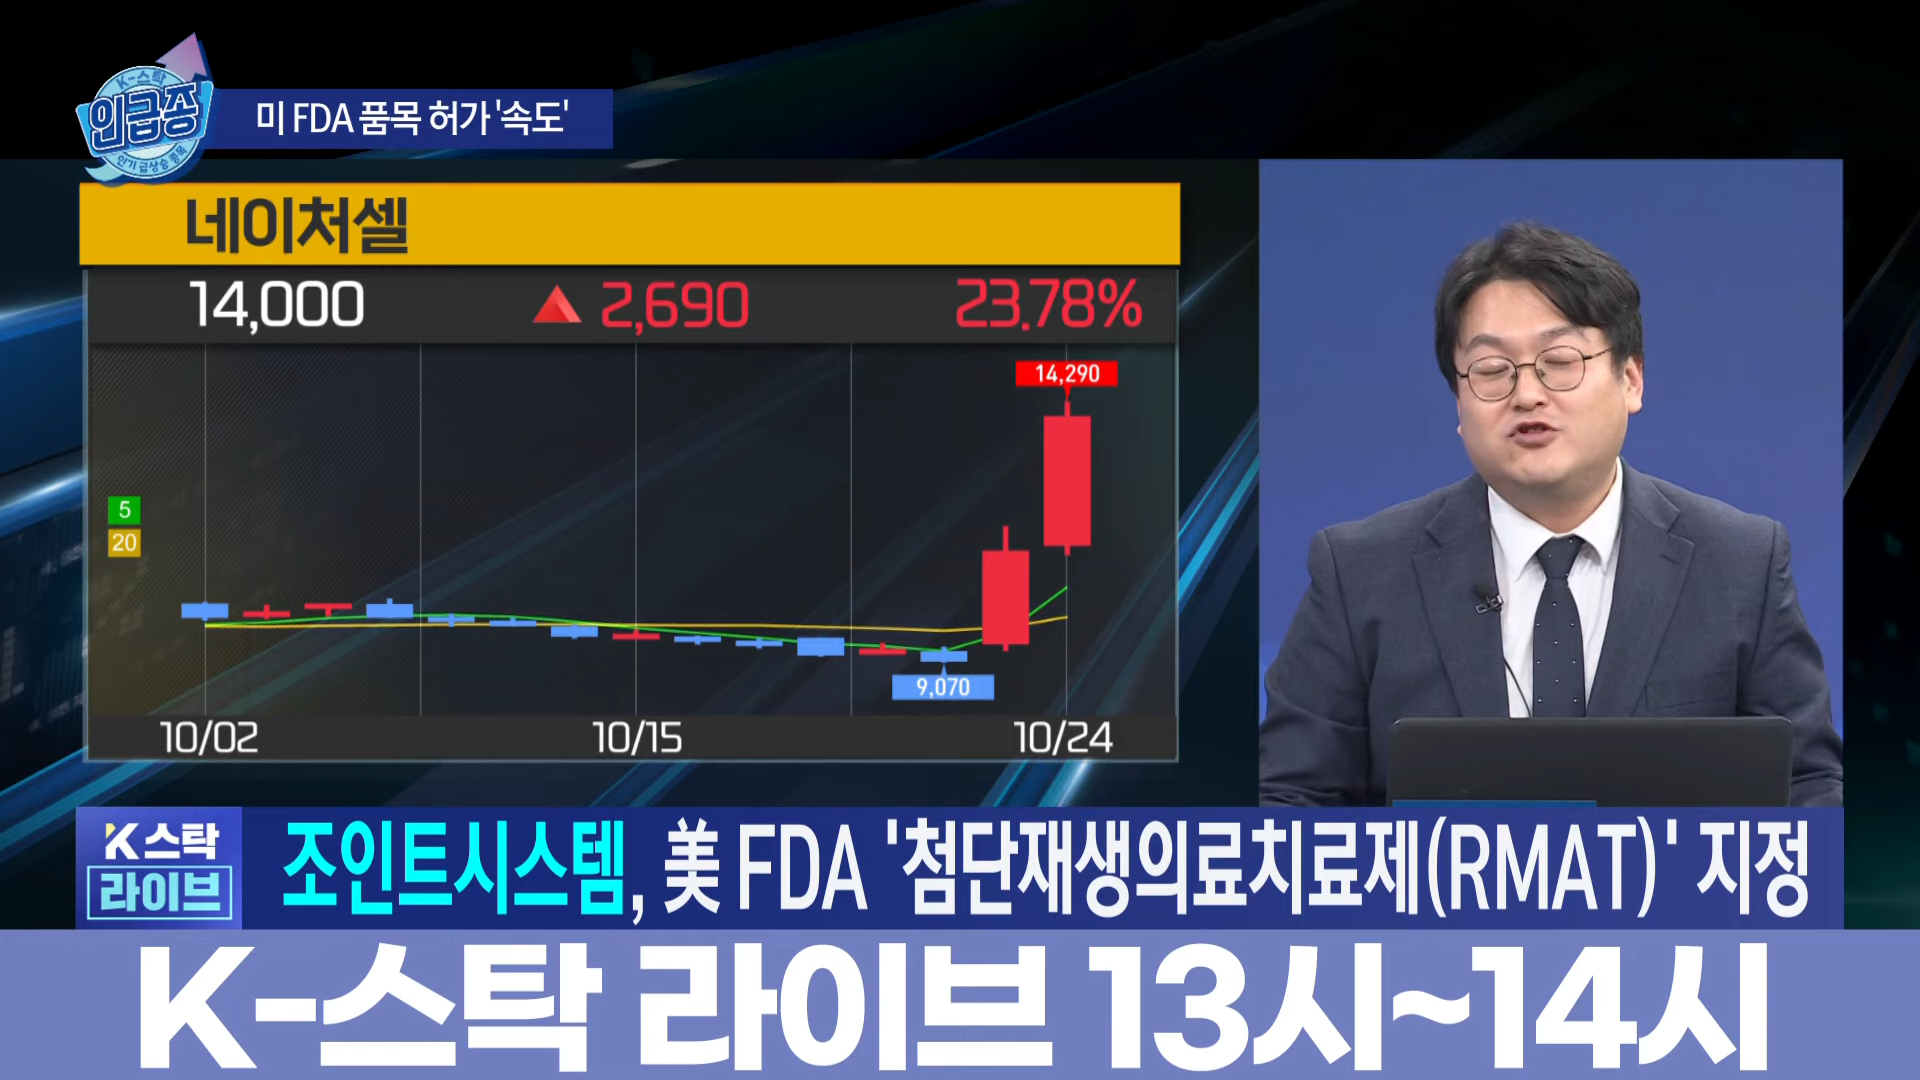 K-스탁
인급종
인기 급상승 종목
미 FDA 품목 허가 '속도'
네이처셀
14,000 ▲ 2,690 23.78%
14,290
5
20
9,070
10/02 10/15 10/24
K스탁
라이브
조인트시스템, 美 FDA '첨단재생의료치료제(RMAT)' 지정
K-스탁 라이브 13시~14시